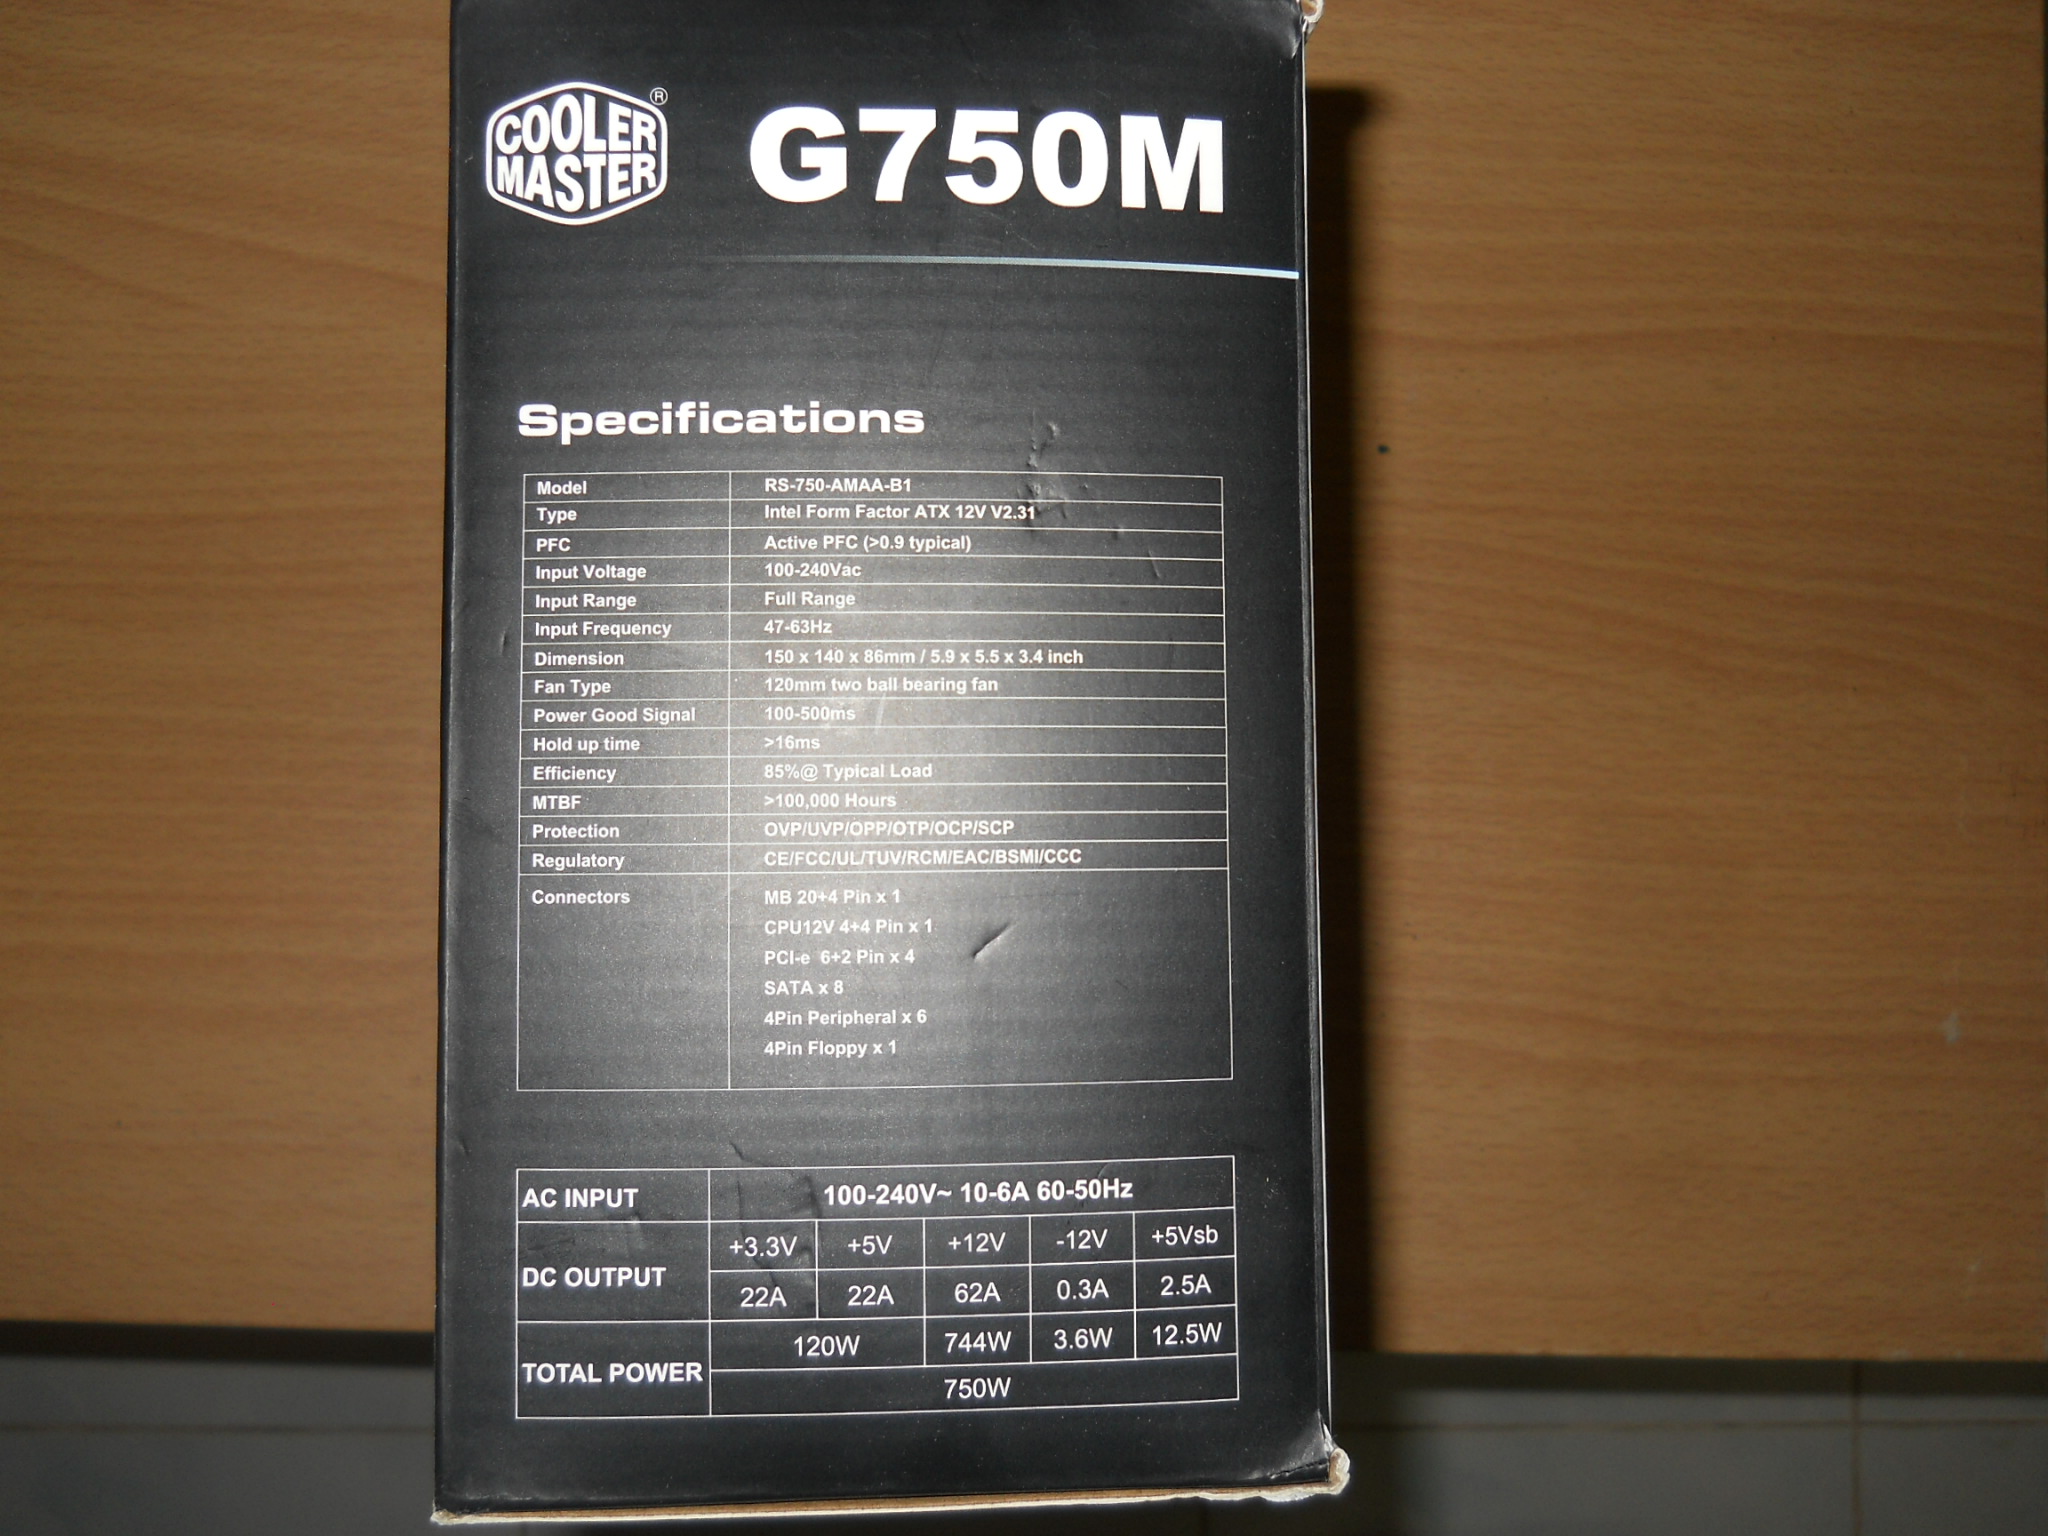 COOLER MASTER ®
G750M
Specifications
Model RS-750-AMAA-B1
Type Intel Form Factor ATX 12V V2.31
PFC Active PFC (>0.9 typical)
Input Voltage 100-240Vac
Input Range Full Range
Input Frequency 47-63Hz
Dimension 150 x 140 x 86mm / 5.9 x 5.5 x 3.4 inch
Fan Type 120mm two ball bearing fan
Power Good Signal 100-500ms
Hold up time >16ms
Efficiency 85%@ Typical Load
MTBF >100,000 Hours
Protection OVP/UVP/OPP/OTP/OCP/SCP
Regulatory CE/FCC/UL/TUV/RCM/EAC/BSMI/CCC
Connectors MB 20+4 Pin x 1
CPU12V 4+4 Pin x 1
PCI-e 6+2 Pin x 4
SATA x 8
4Pin Peripheral x 6
4Pin Floppy x 1
AC INPUT 100-240V~ 10-6A 60-50Hz
DC OUTPUT +3.3V +5V +12V -12V +5Vsb
22A 22A 62A 0.3A 2.5A
TOTAL POWER 120W 744W 3.6W 12.5W
750W